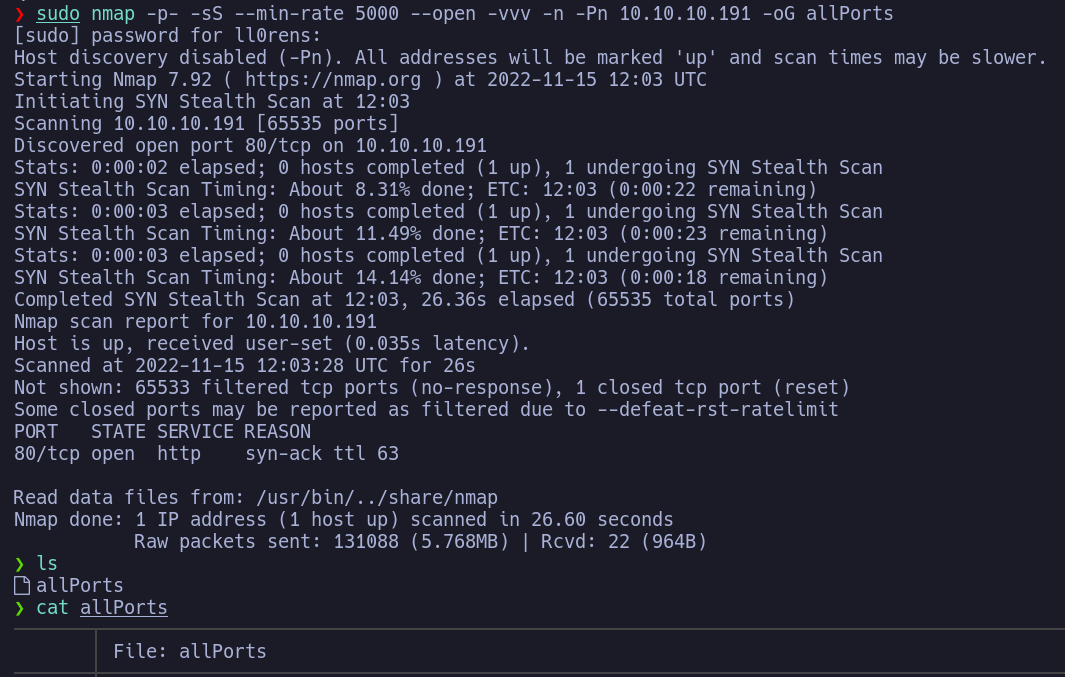 ❯ sudo nmap -p- -sS --min-rate 5000 --open -vvv -n -Pn 10.10.10.191 -oG allPorts
[sudo] password for ll0rens:
Host discovery disabled (-Pn). All addresses will be marked 'up' and scan times may be slower.
Starting Nmap 7.92 ( https://nmap.org ) at 2022-11-15 12:03 UTC
Initiating SYN Stealth Scan at 12:03
Scanning 10.10.10.191 [65535 ports]
Discovered open port 80/tcp on 10.10.10.191
Stats: 0:00:02 elapsed; 0 hosts completed (1 up), 1 undergoing SYN Stealth Scan
SYN Stealth Scan Timing: About 8.31% done; ETC: 12:03 (0:00:22 remaining)
Stats: 0:00:03 elapsed; 0 hosts completed (1 up), 1 undergoing SYN Stealth Scan
SYN Stealth Scan Timing: About 11.49% done; ETC: 12:03 (0:00:23 remaining)
Stats: 0:00:03 elapsed; 0 hosts completed (1 up), 1 undergoing SYN Stealth Scan
SYN Stealth Scan Timing: About 14.14% done; ETC: 12:03 (0:00:18 remaining)
Completed SYN Stealth Scan at 12:03, 26.36s elapsed (65535 total ports)
Nmap scan report for 10.10.10.191
Host is up, received user-set (0.035s latency).
Scanned at 2022-11-15 12:03:28 UTC for 26s
Not shown: 65533 filtered tcp ports (no-response), 1 closed tcp port (reset)
Some closed ports may be reported as filtered due to --defeat-rst-ratelimit
PORT   STATE SERVICE REASON
80/tcp open  http    syn-ack ttl 63

Read data files from: /usr/bin/../share/nmap
Nmap done: 1 IP address (1 host up) scanned in 26.60 seconds
           Raw packets sent: 131088 (5.768MB) | Rcvd: 22 (964B)
❯ ls
allPorts
❯ cat allPorts
File: allPorts